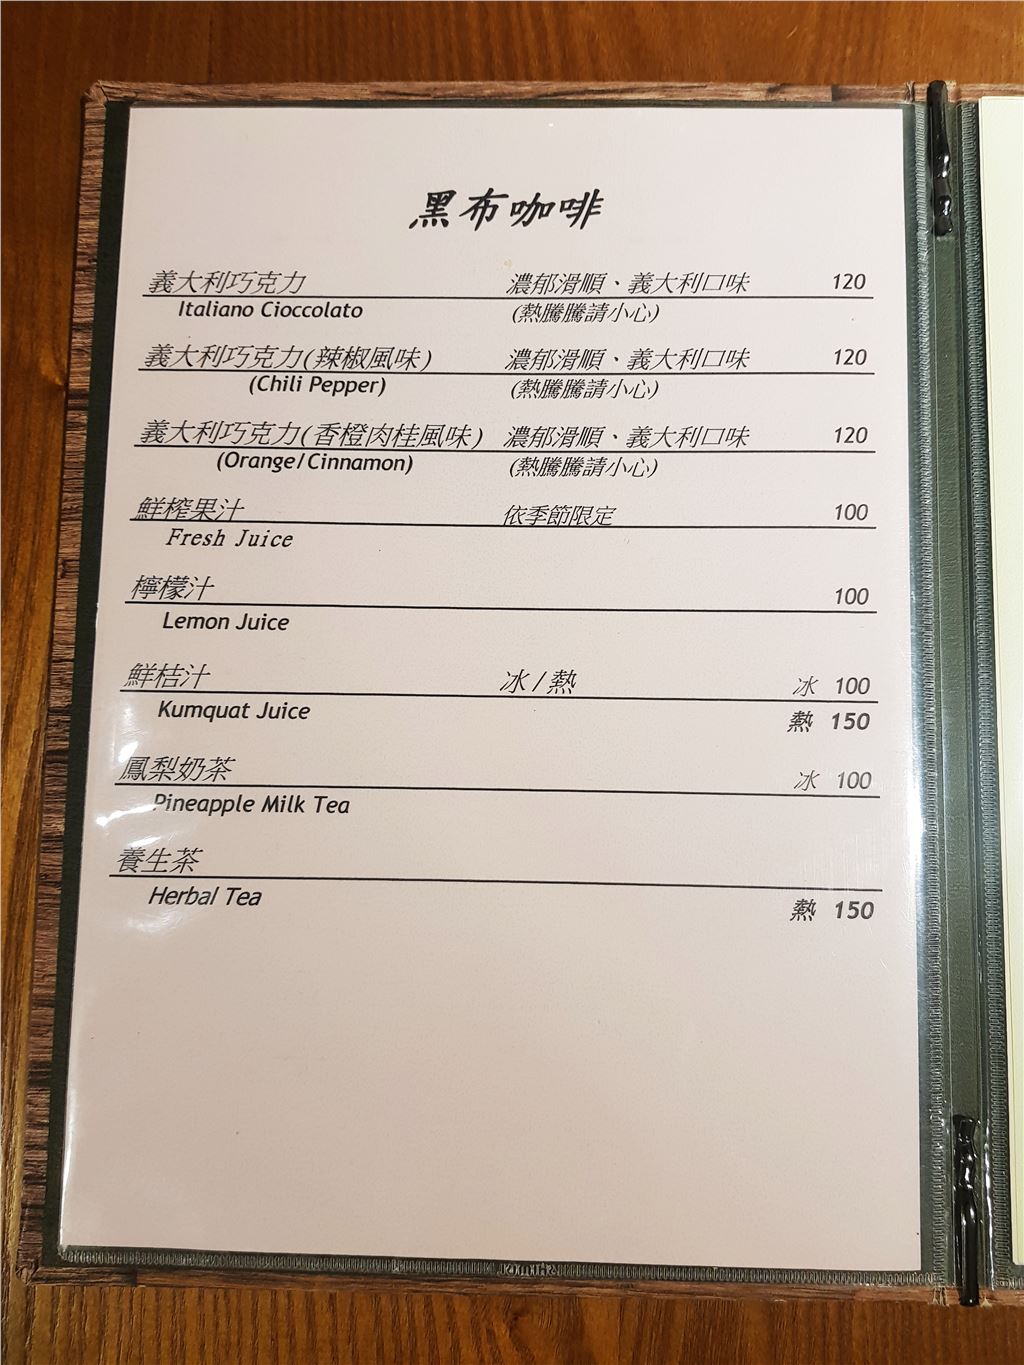 黑布咖啡
義大利巧克力 濃郁滑順、義大利口味 120
Italiano Cioccolato (熱騰騰請小心)
義大利巧克力(辣椒風味) 濃郁滑順、義大利口味 120
(Chili Pepper) (熱騰騰請小心)
義大利巧克力(香橙肉桂風味) 濃郁滑順、義大利口味 120
(Orange/Cinnamon) (熱騰騰請小心)
鮮榨果汁 依季節限定 100
Fresh Juice
檸檬汁 100
Lemon Juice
鮮桔汁 冰/熱 冰 100
Kumquat Juice 熱 150
鳳梨奶茶 冰 100
Pineapple Milk Tea
養生茶
Herbal Tea 熱 150